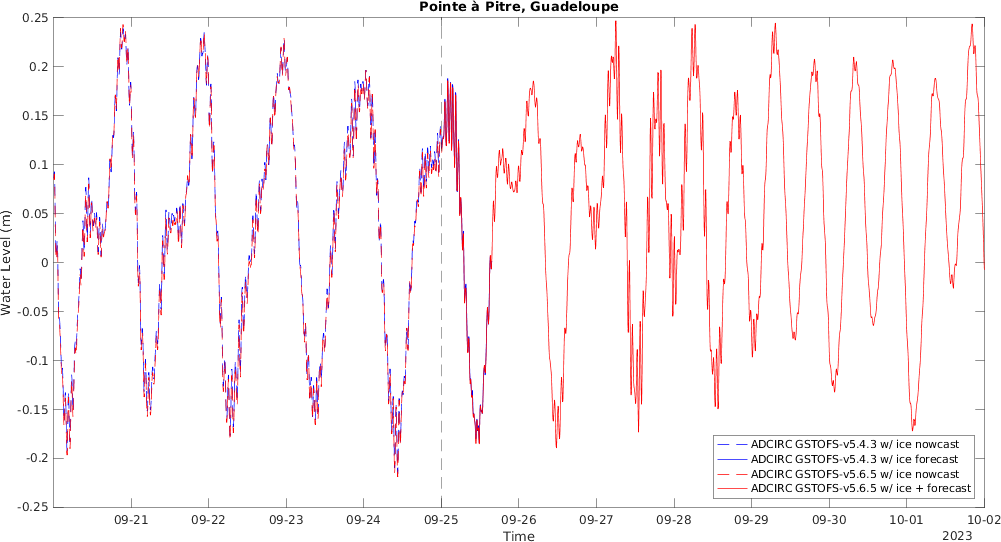 Pointe à Pitre, Guadeloupe
0.25
0.2
0.15
0.1
0.05
0
-0.05
-0.1
-0.15
-0.2
-0.25
Water Level (m)
ADCIRC GSTOFS-v5.4.3 w/ ice nowcast
ADCIRC GSTOFS-v5.4.3 w/ ice forecast
ADCIRC GSTOFS-v5.6.5 w/ ice nowcast
ADCIRC GSTOFS-v5.6.5 w/ ice + forecast
09-21 09-22 09-23 09-24 09-25 09-26 09-27 09-28 09-29 09-30 10-01 10-02
Time
2023